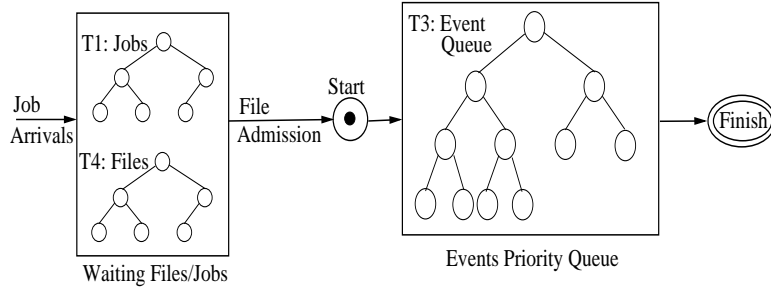 T1: Jobs
Job
Arrivals
T4: Files
Waiting Files/Jobs
File
Admission
Start
T3: Event
Queue
Events Priority Queue
Finish